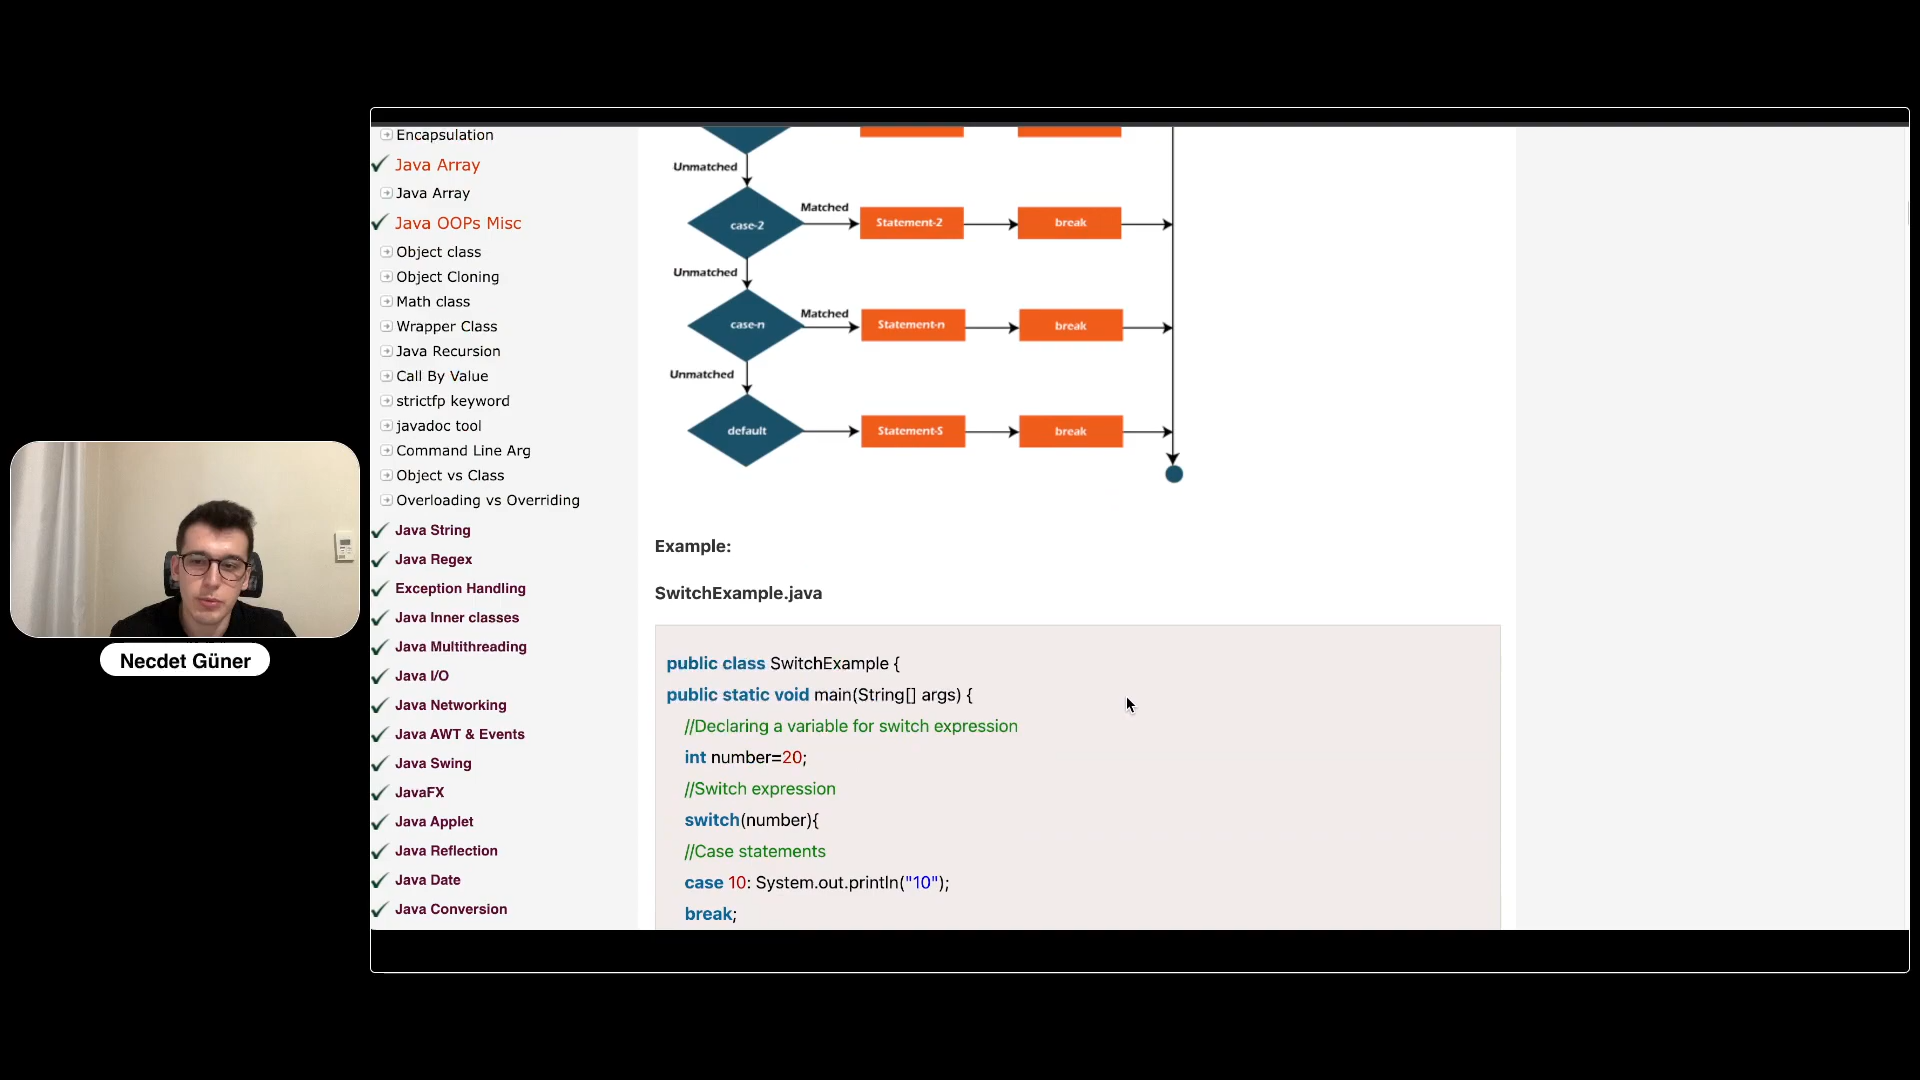 Encapsulation
Java Array
Java Array
Java OOPs Misc
Object class
Object Cloning
Math class
Wrapper Class
Java Recursion
Call By Value
strictfp keyword
javadoc tool
Command Line Arg
Object vs Class
Overloading vs Overriding
Java String
Java Regex
Exception Handling
Java Inner classes
Java Multithreading
Java I/O
Java Networking
Java AWT & Events
Java Swing
JavaFX
Java Applet
Java Reflection
Java Date
Java Conversion
Unmatched
Matched
case-2 Statement-2 break
Unmatched
Matched
case-n Statement-n break
Unmatched
default Statement-S break
Example:
SwitchExample.java
public class SwitchExample {
public static void main(String[] args) {
//Declaring a variable for switch expression
int number=20;
//Switch expression
switch(number){
//Case statements
case 10: System.out.println("10");
break;
Necdet Güner